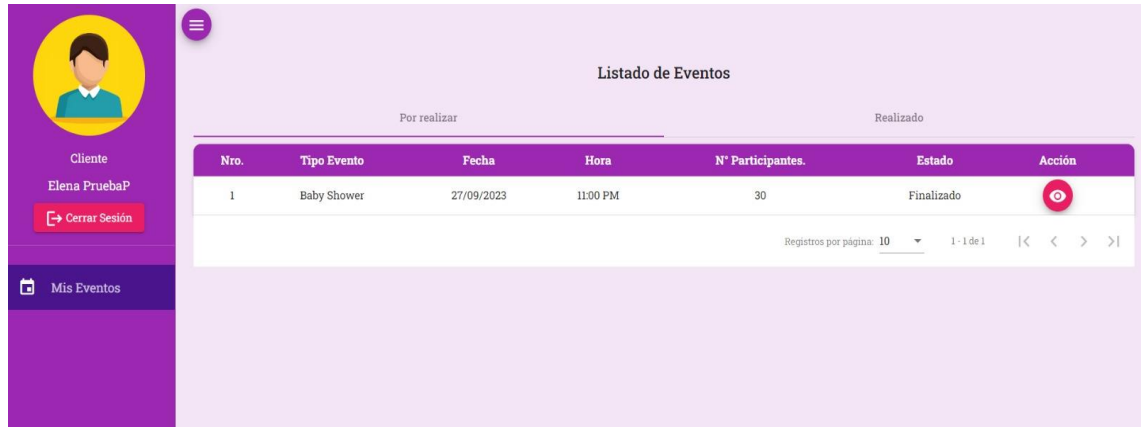 Listado de Eventos
Por realizar Realizado
Cliente
Elena PruebaP
Cerrar Sesión
Mis Eventos
Nro. Tipo Evento Fecha Hora N° Participantes. Estado Acción
1 Baby Shower 27/09/2023 11:00 PM 30 Finalizado
Registros por página: 10 1 - 1 de 1